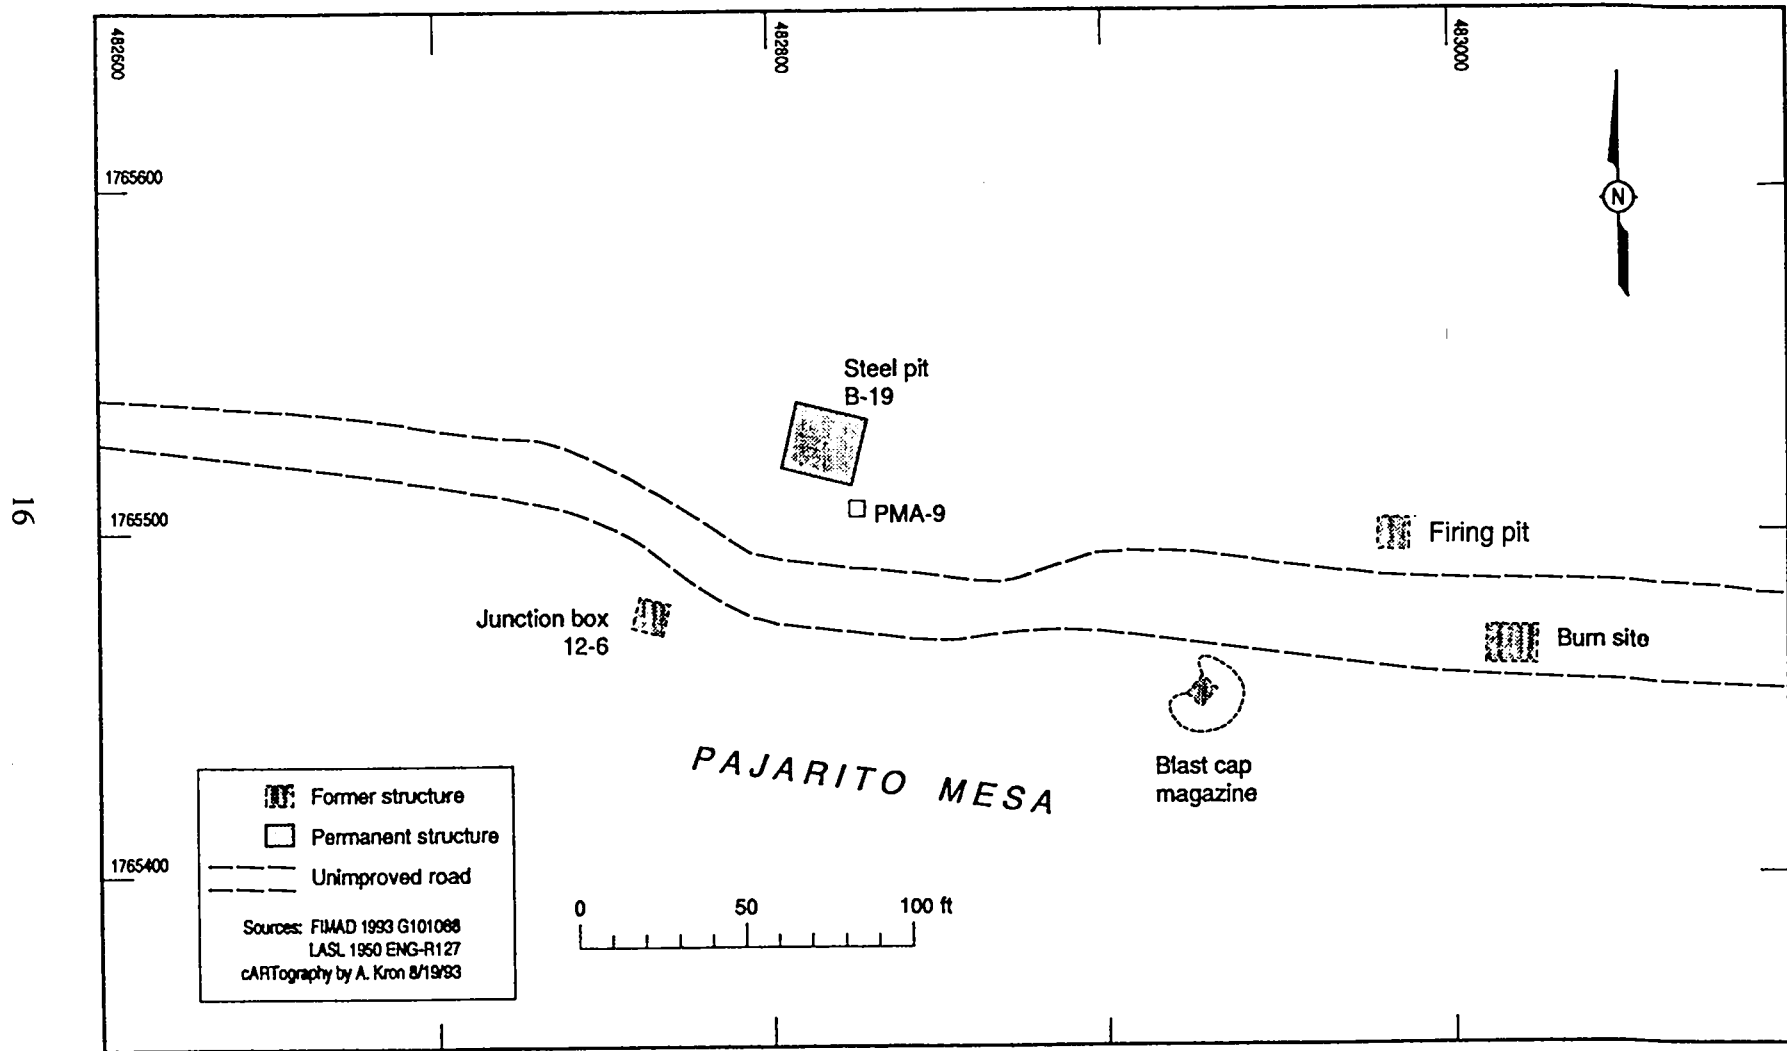 482600
482800
483000
1765600
N
Steel pit
B-19
16
1765500
PMA-9
Firing pit
Junction box
12-6
Burn site
PAJARITO MESA
Blast cap
magazine
Former structure
Permanent structure
1765400
Unimproved road
0 50 100 ft
Sources: FIMAD 1993 G101088
LASL 1950 ENG-R127
cARTography by A. Kron 8/19/93